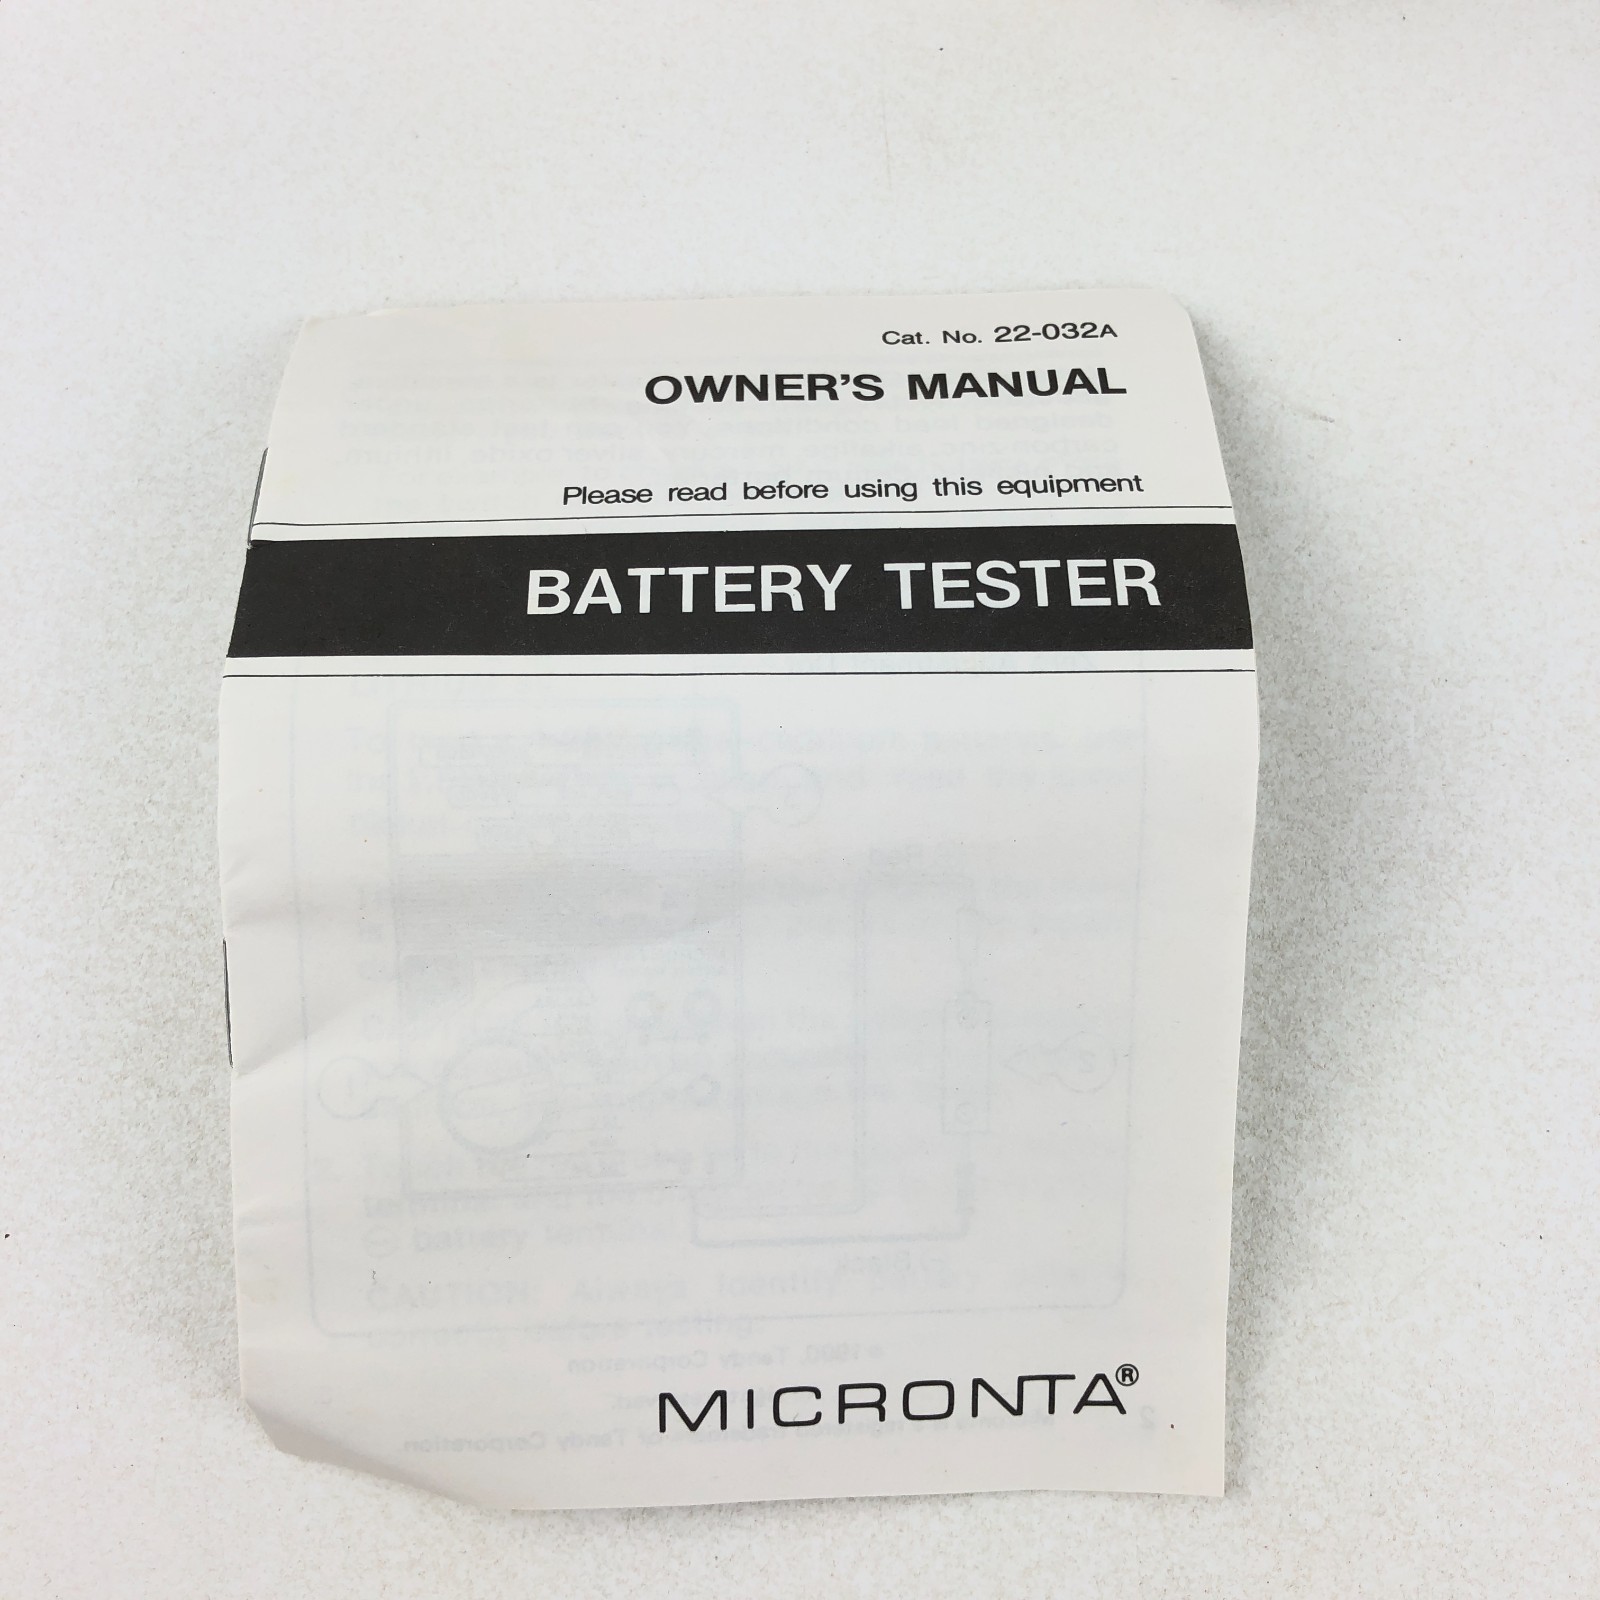 Cat. No. 22-032A
OWNER'S MANUAL
Please read before using this equipment
BATTERY TESTER
MICRONTA®